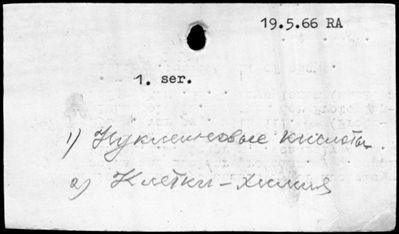 19.5.66 RA
1. ser.
1) Нуклеиновые кислоты.
2) Клетки - химия